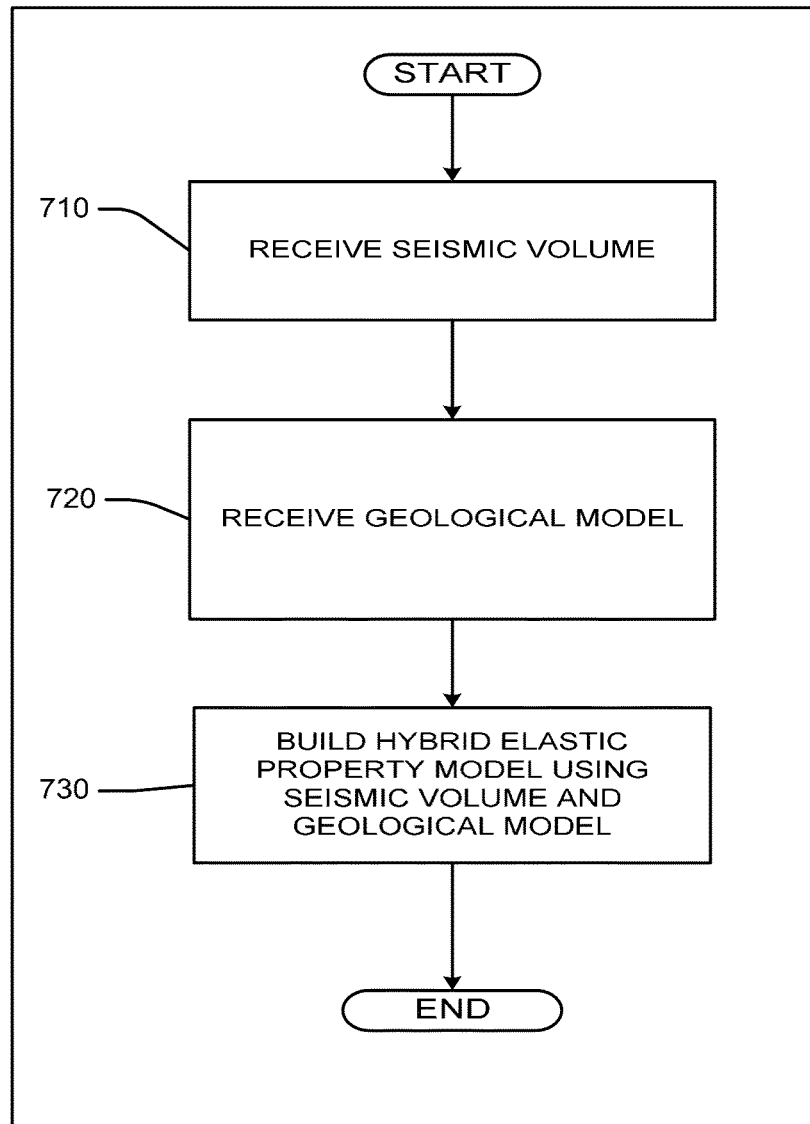 START
710
RECEIVE SEISMIC VOLUME
720
RECEIVE GEOLOGICAL MODEL
730
BUILD HYBRID ELASTIC
PROPERTY MODEL USING
SEISMIC VOLUME AND
GEOLOGICAL MODEL
END